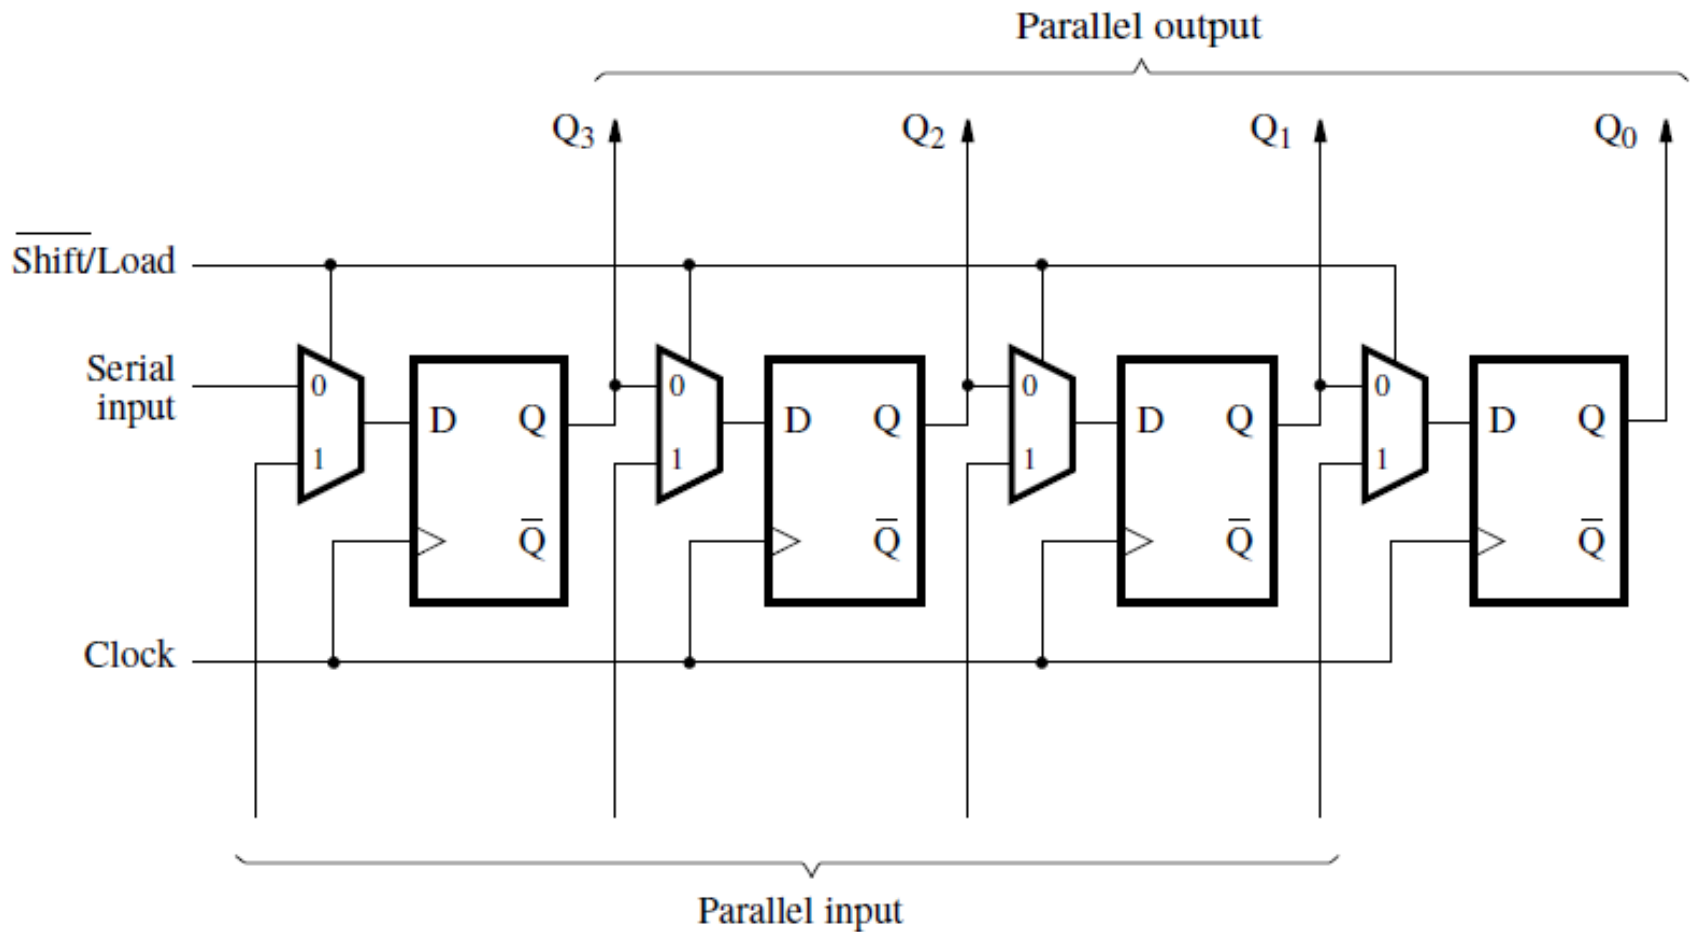 Parallel output
Q₃ Q₂ Q₁ Q₀
S̅h̅i̅f̅t̅/Load
Serial
input
0 0 0 0
D Q D Q D Q D Q
1 1 1 1
Q̅ Q̅ Q̅ Q̅
Clock
Parallel input